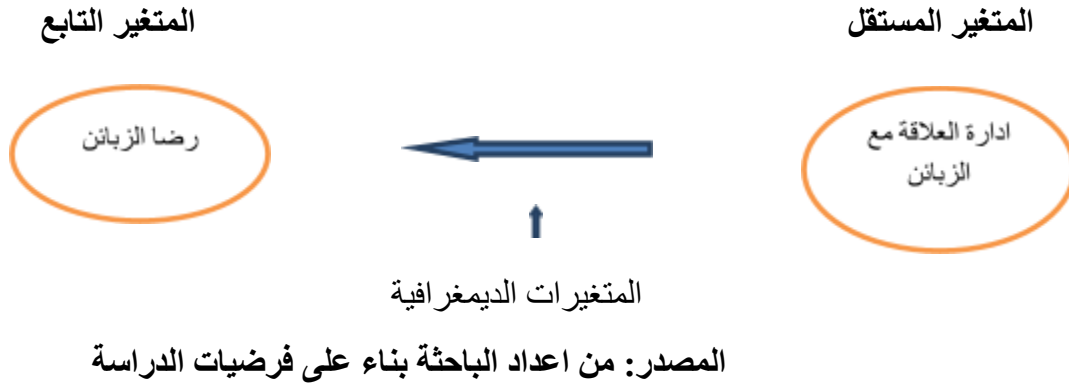 المتغير المستقل
المتغير التابع
ادارة العلاقة مع
الزبائن
رضا الزبائن
المتغيرات الديمغرافية
المصدر: من اعداد الباحثة بناء على فرضيات الدراسة